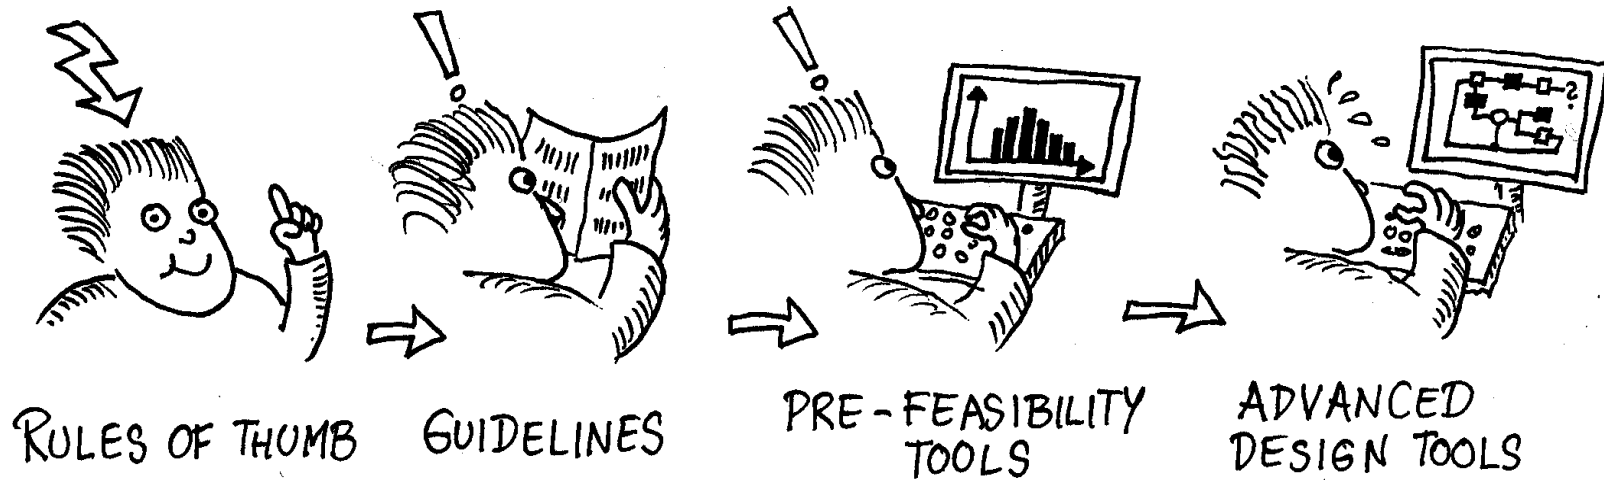 RULES OF THUMB
GUIDELINES
PRE-FEASIBILITY
TOOLS
ADVANCED
DESIGN TOOLS
?